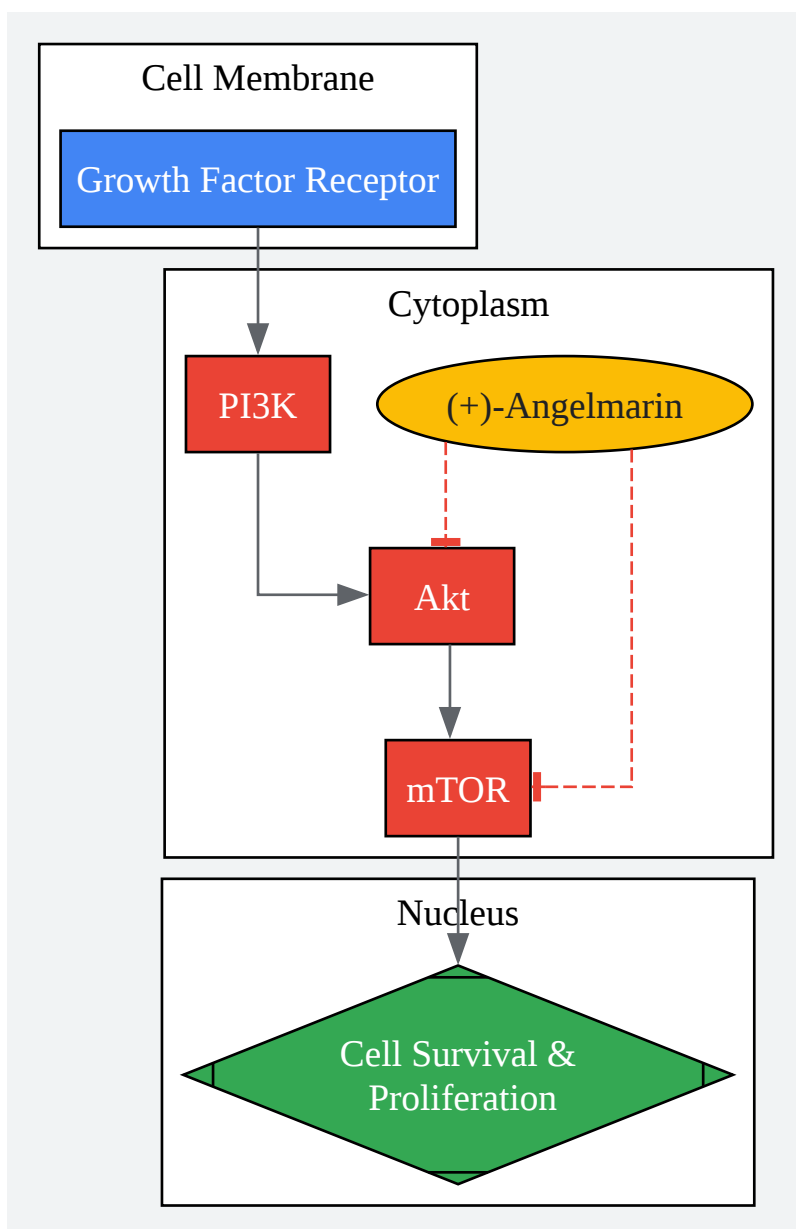 Cell Membrane
Growth Factor Receptor
Cytoplasm
PI3K
(+)-Angelmarin
Akt
mTOR
Nucleus
Cell Survival &
Proliferation